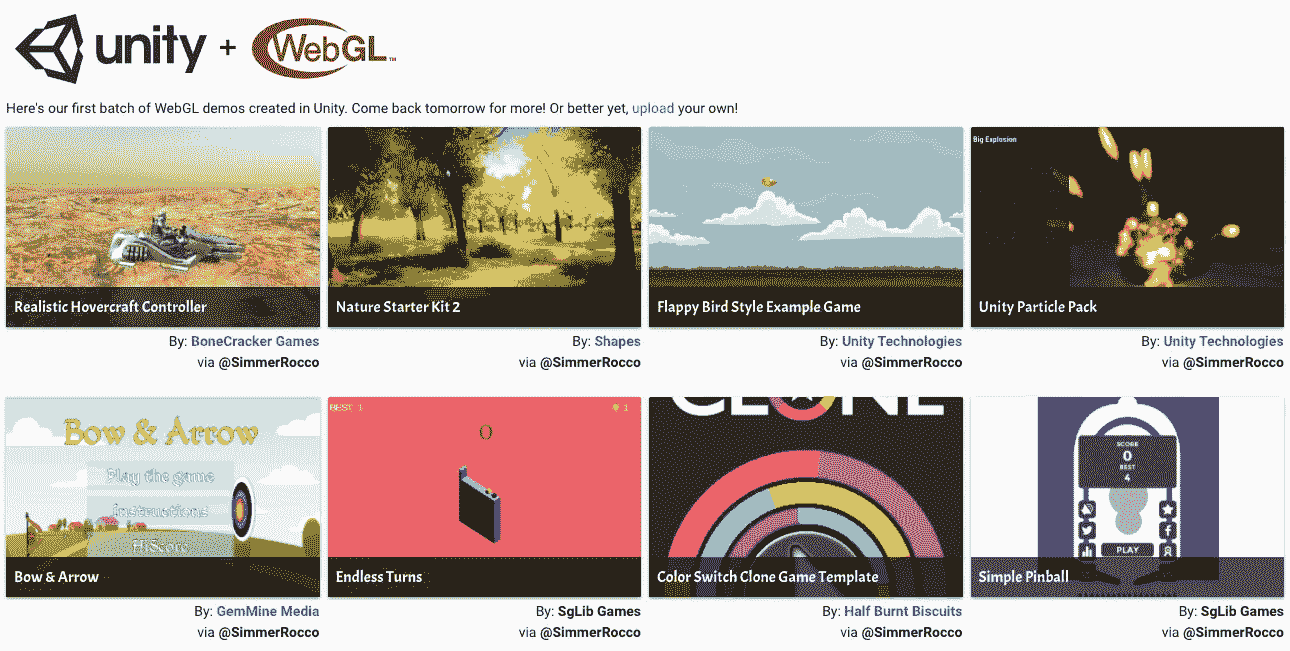 unity + WebGL™
Here's our first batch of WebGL demos created in Unity. Come back tomorrow for more! Or better yet, upload your own!
Big Explosion
Realistic Hovercraft Controller
Nature Starter Kit 2
Flappy Bird Style Example Game
Unity Particle Pack
By: BoneCracker Games
via @SimmerRocco
By: Shapes
via @SimmerRocco
By: Unity Technologies
via @SimmerRocco
By: Unity Technologies
via @SimmerRocco
Bow & Arrow
Play the game
Instructions
HiScore
Bow & Arrow
BEST 1
1
0
Endless Turns
CLONE
Color Switch Clone Game Template
SCORE
0
BEST
4
PLAY
Simple Pinball
By: GemMine Media
via @SimmerRocco
By: SgLib Games
via @SimmerRocco
By: Half Burnt Biscuits
via @SimmerRocco
By: SgLib Games
via @SimmerRocco